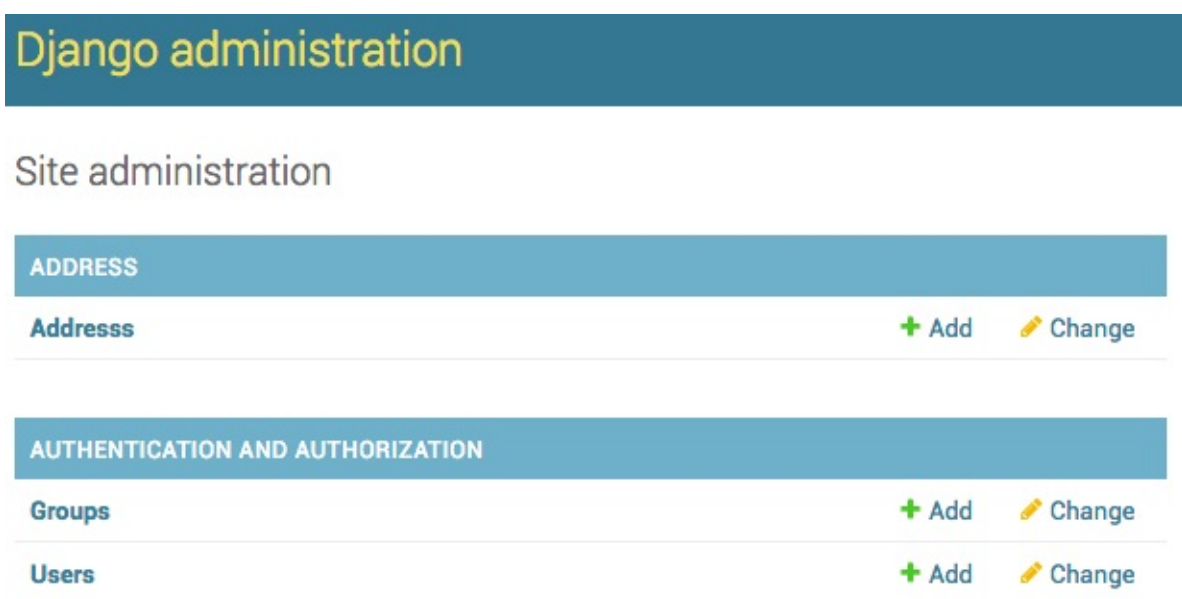 Django administration
Site administration
ADDRESS
Addresss Add Change
AUTHENTICATION AND AUTHORIZATION
Groups Add Change
Users Add Change